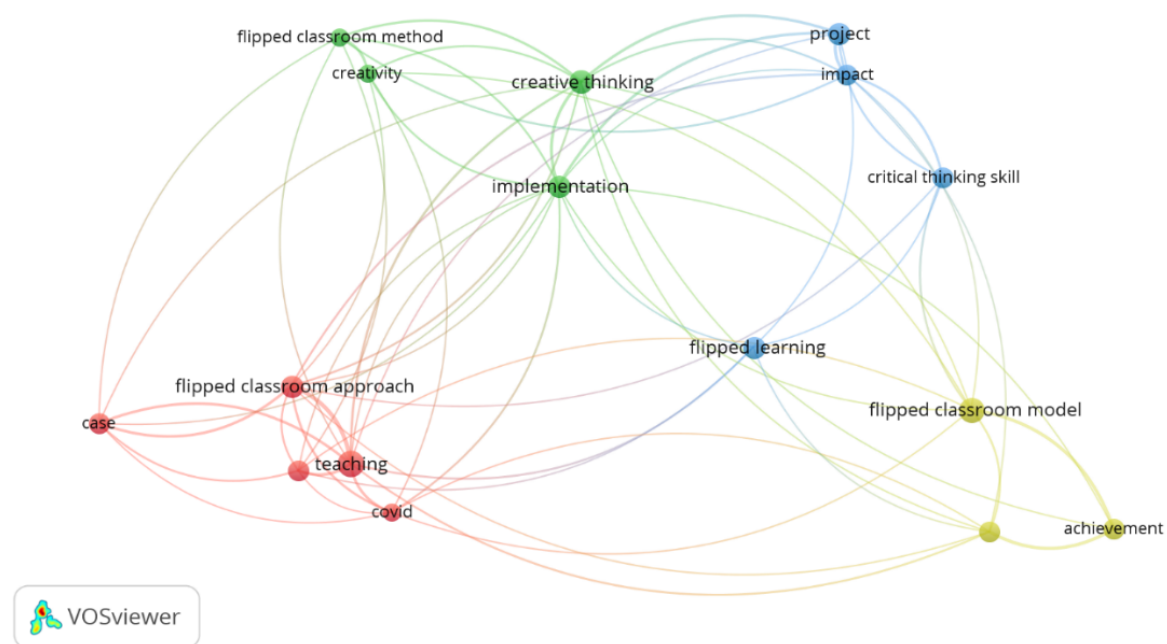 flipped classroom method
project
creativity
creative thinking
impact
critical thinking skill
implementation
flipped learning
flipped classroom approach
flipped classroom model
case
teaching
covid
achievement
VOSviewer